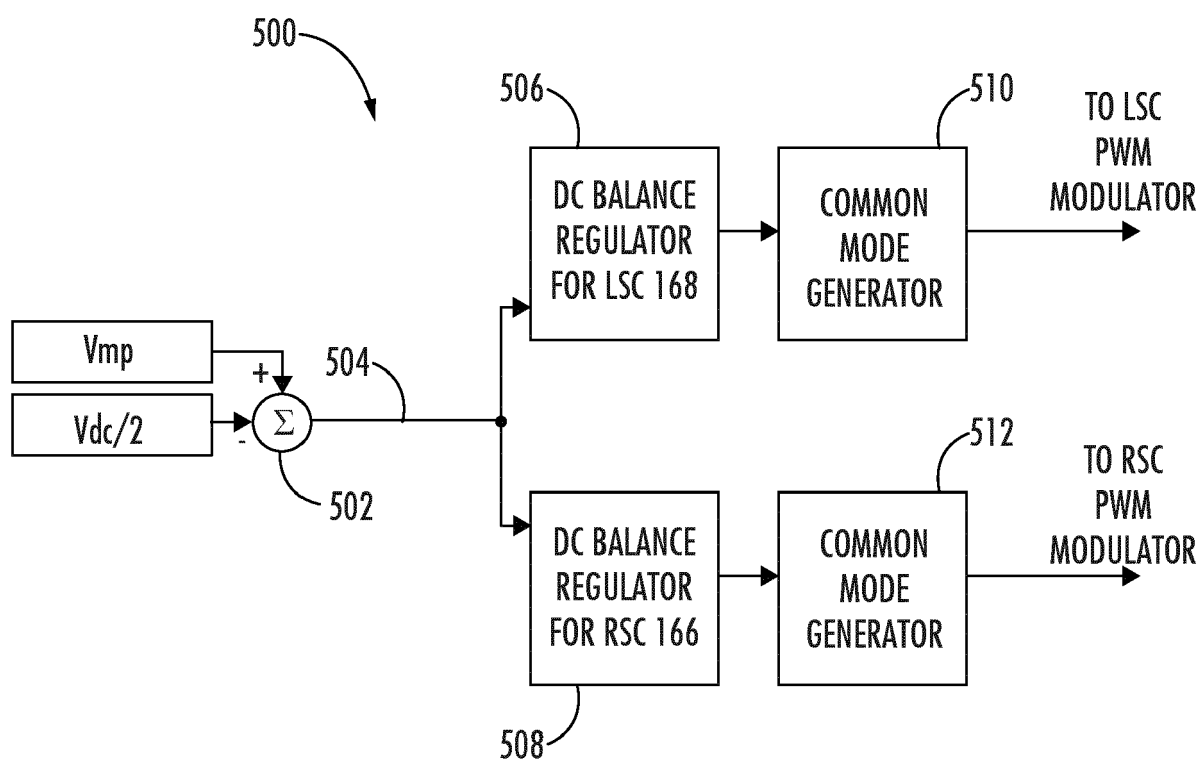 500
506
510
TO LSC
PWM
MODULATOR
DC BALANCE
REGULATOR
FOR LSC 168
COMMON
MODE
GENERATOR
Vmp
+
504
Vdc/2
-
Σ
502
512
TO RSC
PWM
MODULATOR
DC BALANCE
REGULATOR
FOR RSC 166
COMMON
MODE
GENERATOR
508